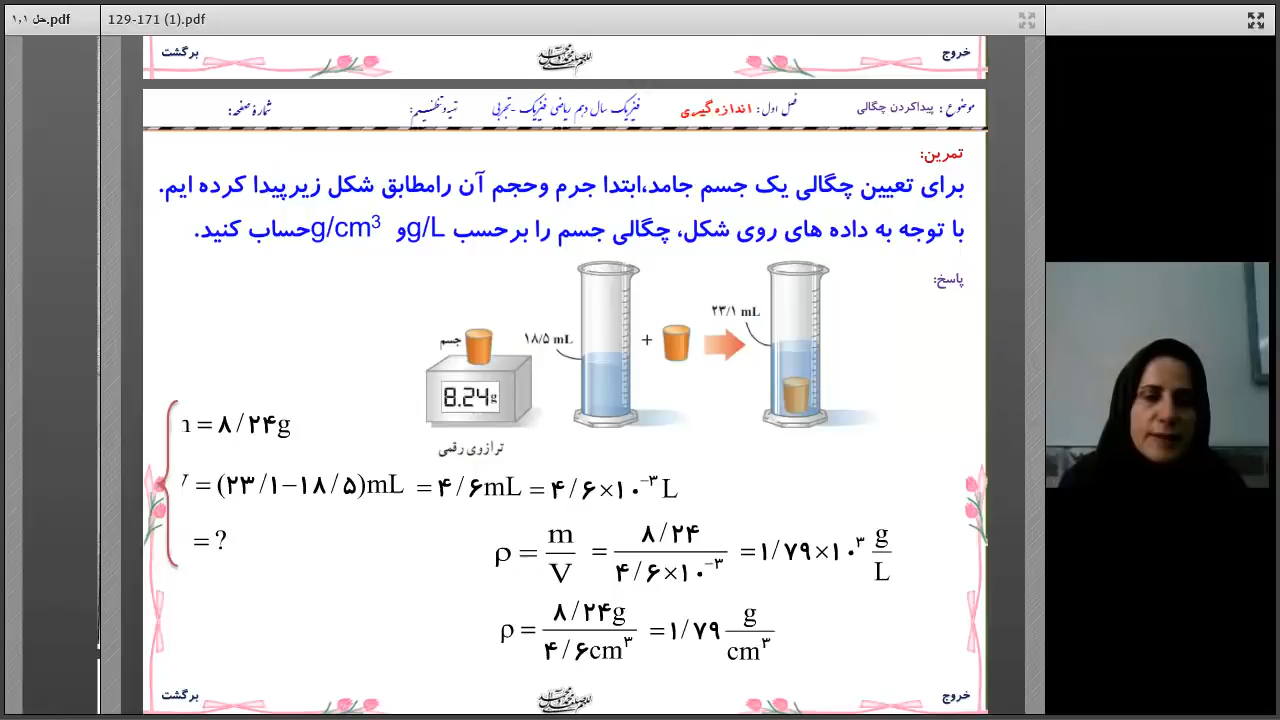 حل ۱,۱.pdf
129-171 (1).pdf
خروج
برگشت
موضوع : پیداکردن چگالی
فصل اول: اندازه گیری
فیزیک سال دهم ریاضی فیزیک - تجربی
تهیه و تنظیم:
شمارهٔ صفحه:
تمرین:
برای تعیین چگالی یک جسم جامد،ابتدا جرم وحجم آن رامطابق شکل زیرپیدا کرده ایم.
با توجه به داده های روی شکل، چگالی جسم را برحسب g/L و g/cm³ حساب کنید.
پاسخ:
۲۳/۱ mL
۱۸/۵ mL
+
جسم
8.24g
ترازوی رقمی
m = ۸/۲۴g
V = (۲۳/۱−۱۸/۵)mL = ۴/۶mL = ۴/۶×۱۰⁻³ L
= ?
ρ = m/V = ۸/۲۴ / ۴/۶×۱۰⁻³ = ۱/۷۹×۱۰³ g/L
ρ = ۸/۲۴g / ۴/۶cm³ = ۱/۷۹ g/cm³
خروج
برگشت